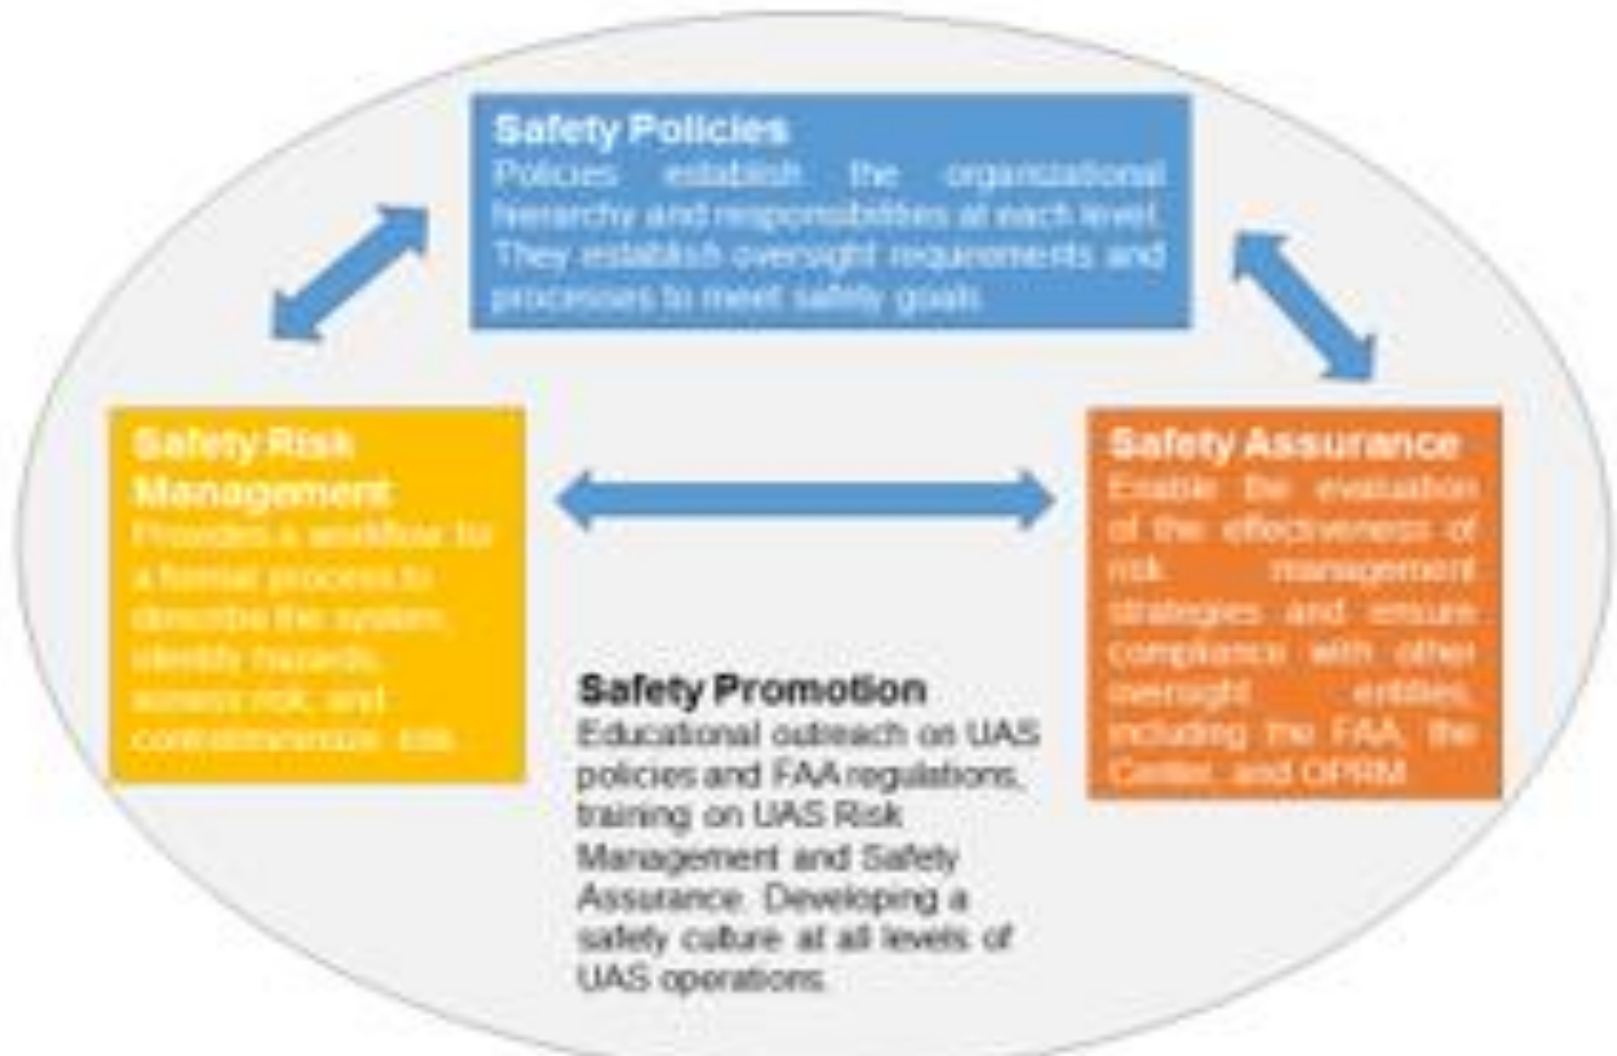 Safety Policies
Policies establish the organizational
hierarchy and responsibilities at each level.
They establish oversight requirements and
processes to meet safety goals
Safety Risk
Management
Provides a workflow for
a formal process to
describe the system,
identify hazards,
assess risk, and
control/minimize risk.
Safety Assurance
Enable the evaluation
of the effectiveness of
risk management
strategies and ensure
compliance with other
oversight entities,
including the FAA, the
Center, and OPRM
Safety Promotion
Educational outreach on UAS
policies and FAA regulations,
training on UAS Risk
Management and Safety
Assurance. Developing a
safety culture at all levels of
UAS operations.